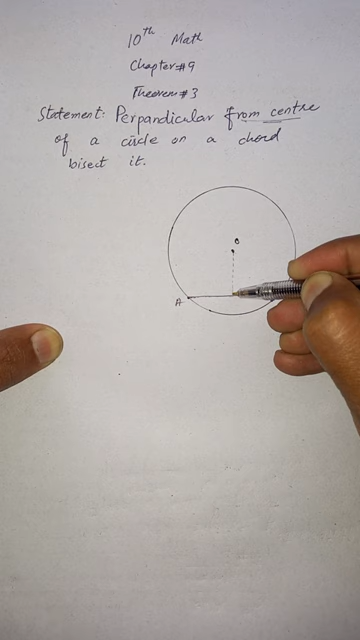 10th Math
Chapter#9
Theorem#3
Statement: Perpandicular from centre
of a circle on a chord
bisect it.
O
A